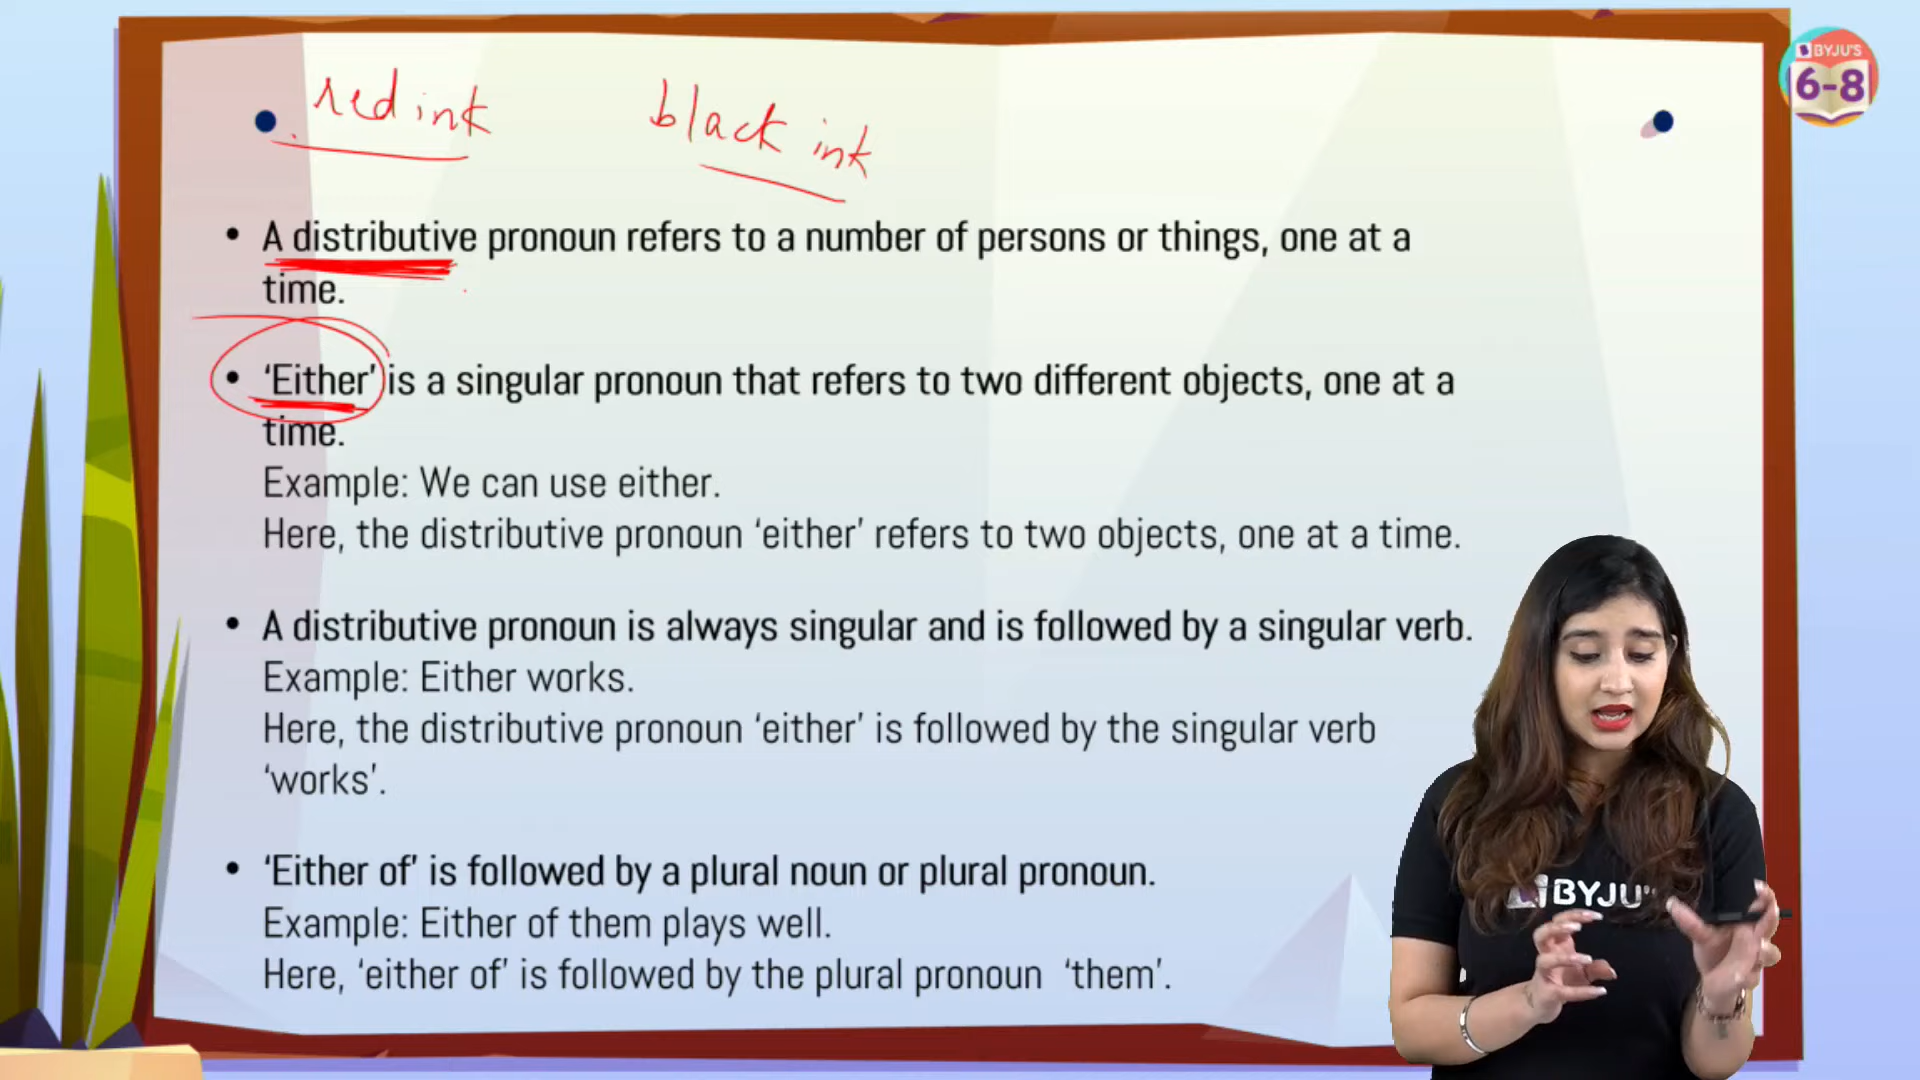 BYJU'S
6-8
red ink black ink
• A distributive pronoun refers to a number of persons or things, one at a
time.
• ‘Either’ is a singular pronoun that refers to two different objects, one at a
time.
Example: We can use either.
Here, the distributive pronoun ‘either’ refers to two objects, one at a time.
• A distributive pronoun is always singular and is followed by a singular verb.
Example: Either works.
Here, the distributive pronoun ‘either’ is followed by the singular verb
‘works’.
• ‘Either of’ is followed by a plural noun or plural pronoun.
Example: Either of them plays well.
Here, ‘either of’ is followed by the plural pronoun ‘them’.
BYJU'S